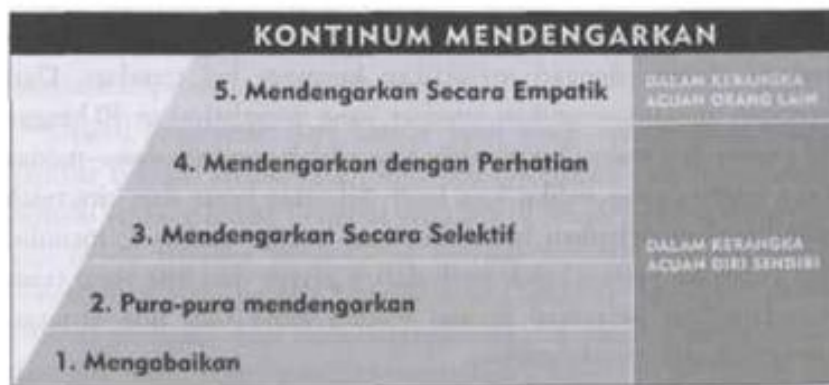 KONTINUM MENDENGARKAN
5. Mendengarkan Secara Empatik
DALAM KERANGKA
ACUAN ORANG LAIN
4. Mendengarkan dengan Perhatian
3. Mendengarkan Secara Selektif
DALAM KERANGKA
ACUAN DIRI SENDIRI
2. Pura-pura mendengarkan
1. Mengabaikan